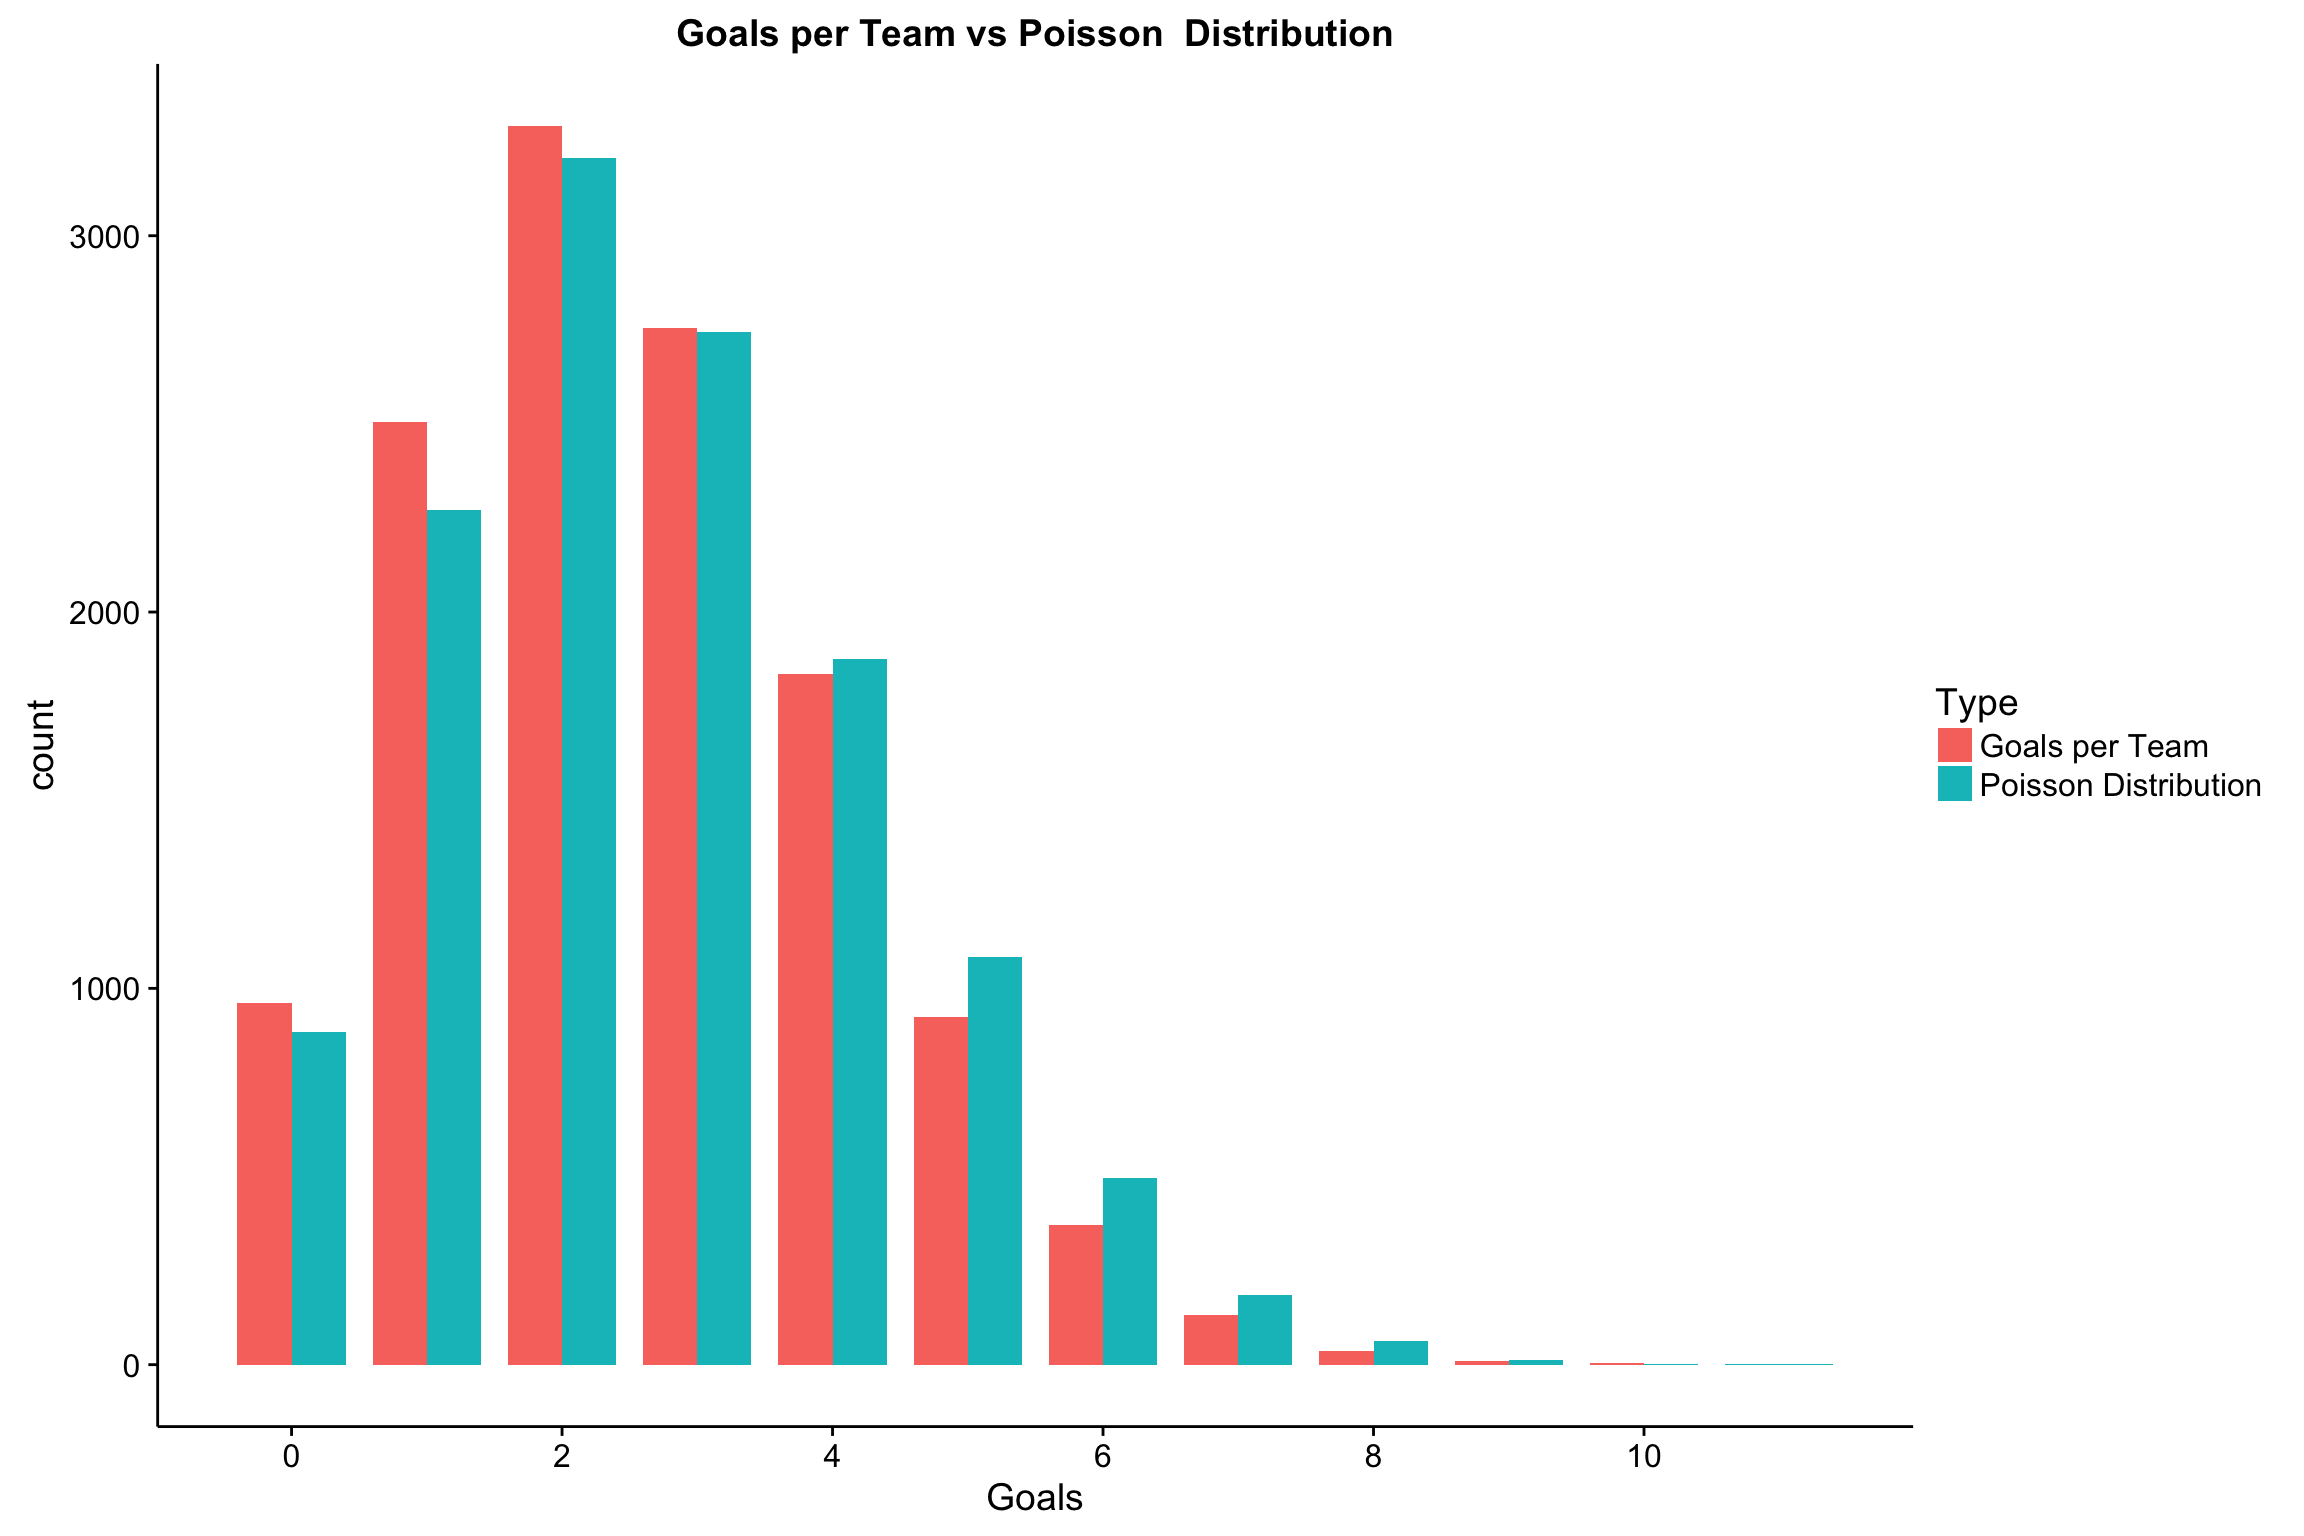 Goals per Team vs Poisson  Distribution
3000
2000
1000
0
count
0 2 4 6 8 10
Goals
Type
Goals per Team
Poisson Distribution